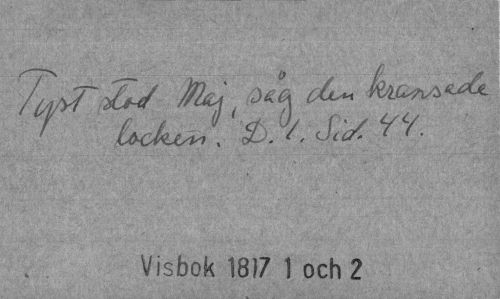 Tyst stod Maj, såg den kransade
locken. D. 1. Sid. 44.
Visbok 1817 1 och 2